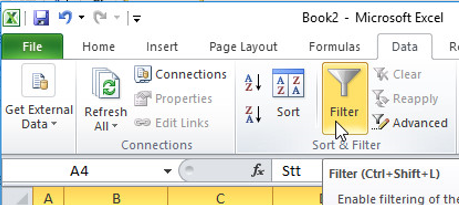 Book2 - Microsoft Excel
File Home Insert Page Layout Formulas Data
Get External Data
Refresh All
Connections
Properties
Edit Links
Connections
A Z
Z A
Sort
Filter
Clear
Reapply
Advanced
Sort & Filter
A4 fx Stt
Filter (Ctrl+Shift+L)
Enable filtering of the
A B C